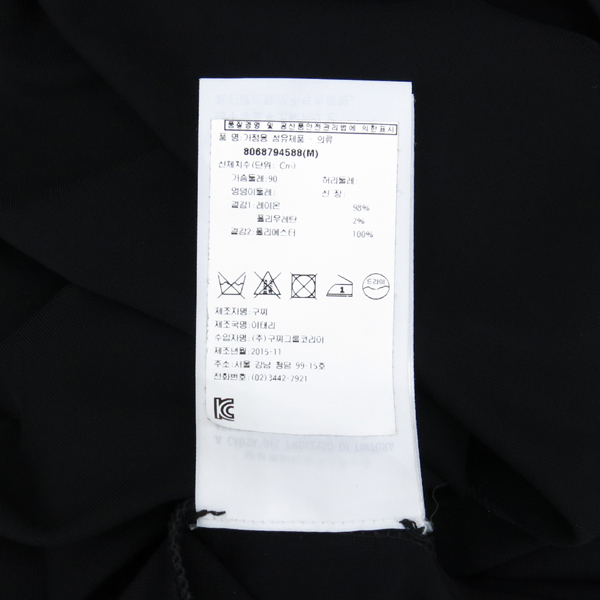 품질경영 및 공산품안전관리법에 의한표시
품 명:가정용 섬유제품 - 의류
8068794588(M)
신체치수(단위: Cm)
가슴둘레:90 허리둘레:
엉덩이둘레: 신 장:
겉감1:레이온 98%
폴리우레탄 2%
겉감2:폴리에스터 100%
1 드라이
제조자명:구찌
제조국명:이태리
수입자명:(주)구찌그룹코리아
제조년월:2015-11
주소:서울 강남 청담 99-15호
전화번호: (02)3442-2921
KC